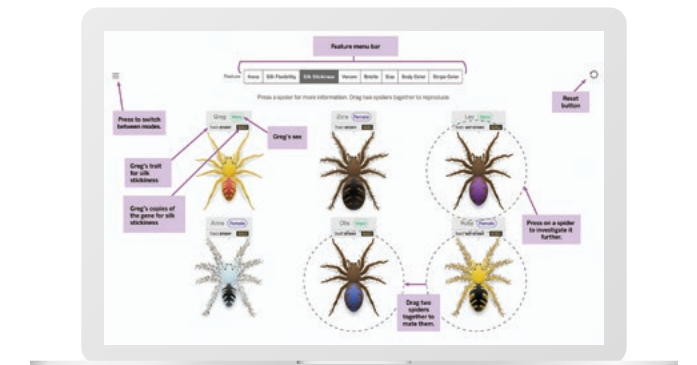 Feature menu bar
Feature None Silk Flexibility Silk Stickiness Venom Bristle Eye Body Color Stripe Color
Press a spider for more information. Drag two spiders together to reproduce.
Reset
button
Press to switch
between modes.
Greg Male
Zora Female
Leo Male
Greg's sex
Greg's trait
for silk
stickiness
Greg's copies of
the gene for silk
stickiness
Press on a spider
to investigate it
further.
Anna Female
Otis Male
Ruby Female
Drag two
spiders
together to
mate them.